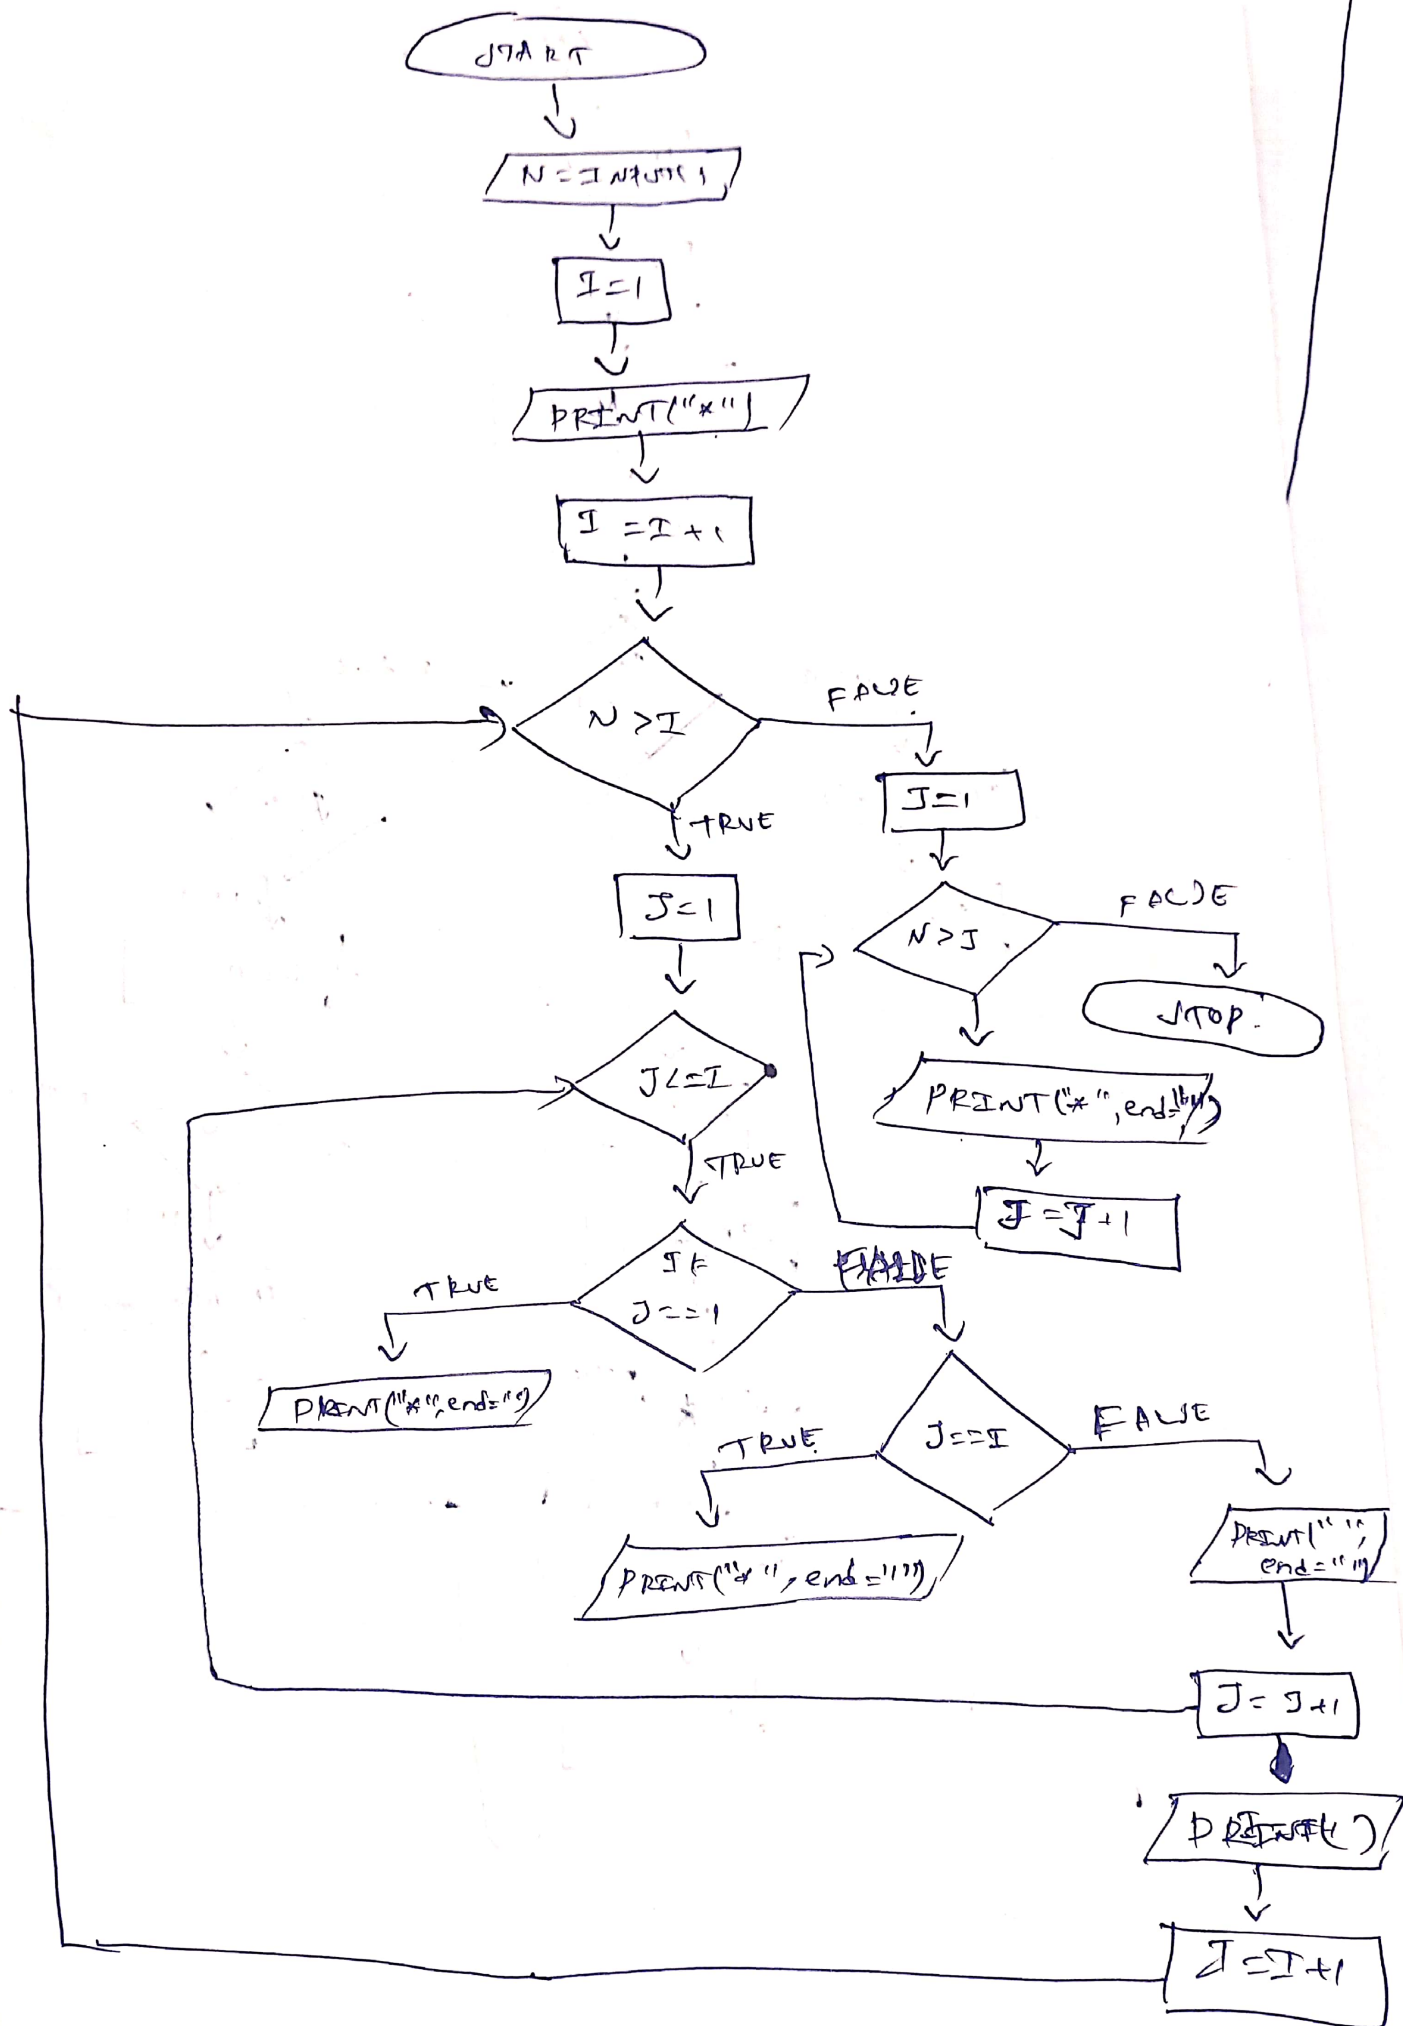 START
N = INPUT()
I=1
PRINT("*")
I = I +1
N >I
FALSE
TRUE
J=1
J=1
N>J
FALSE
STOP.
J<=I
TRUE
PRINT("*",end="")
J = J+1
IF
J==1
TRUE
FALSE
PRINT("*",end="")
J==I
TRUE
FALSE
PRINT("*",end="")
PRINT(" ",
end="")
J= J+1
PRINT()
I =I +1